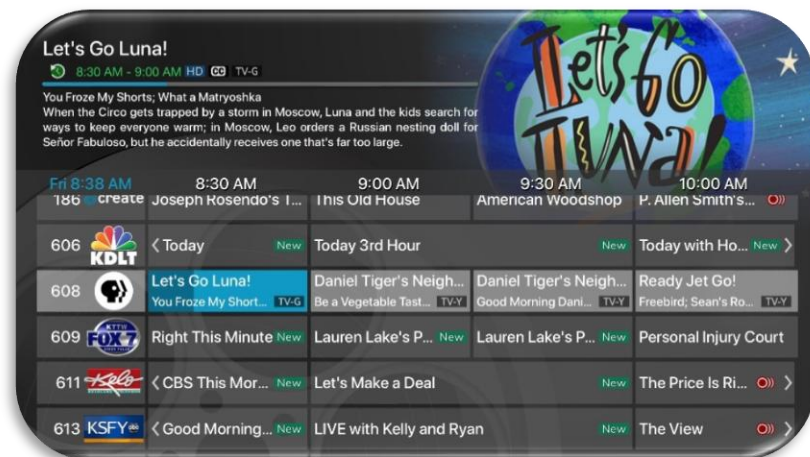 Let's Go Luna!
8:30 AM - 9:00 AM HD CC TV-G
You Froze My Shorts; What a Matryoshka
When the Circo gets trapped by a storm in Moscow, Luna and the kids search for
ways to keep everyone warm; in Moscow, Leo orders a Russian nesting doll for
Señor Fabuloso, but he accidentally receives one that's far too large.
Let's Go
Luna!
Fri 8:38 AM 8:30 AM 9:00 AM 9:30 AM 10:00 AM
186 create Joseph Rosendo's T... This Old House American Woodshop P. Allen Smith's...
606 KDLT Today New Today 3rd Hour New Today with Ho... New
608 Let's Go Luna! Daniel Tiger's Neigh... Daniel Tiger's Neigh... Ready Jet Go!
You Froze My Short... TV-G Be a Vegetable Tast... TV-Y Good Morning Dani... TV-Y Freebird; Sean's Ro... TV-Y
609 KTTW FOX 7 Right This Minute New Lauren Lake's P... New Lauren Lake's P... New Personal Injury Court
611 Kelo CBS This Mor... New Let's Make a Deal New The Price Is Ri...
613 KSFY Good Morning... New LIVE with Kelly and Ryan New The View